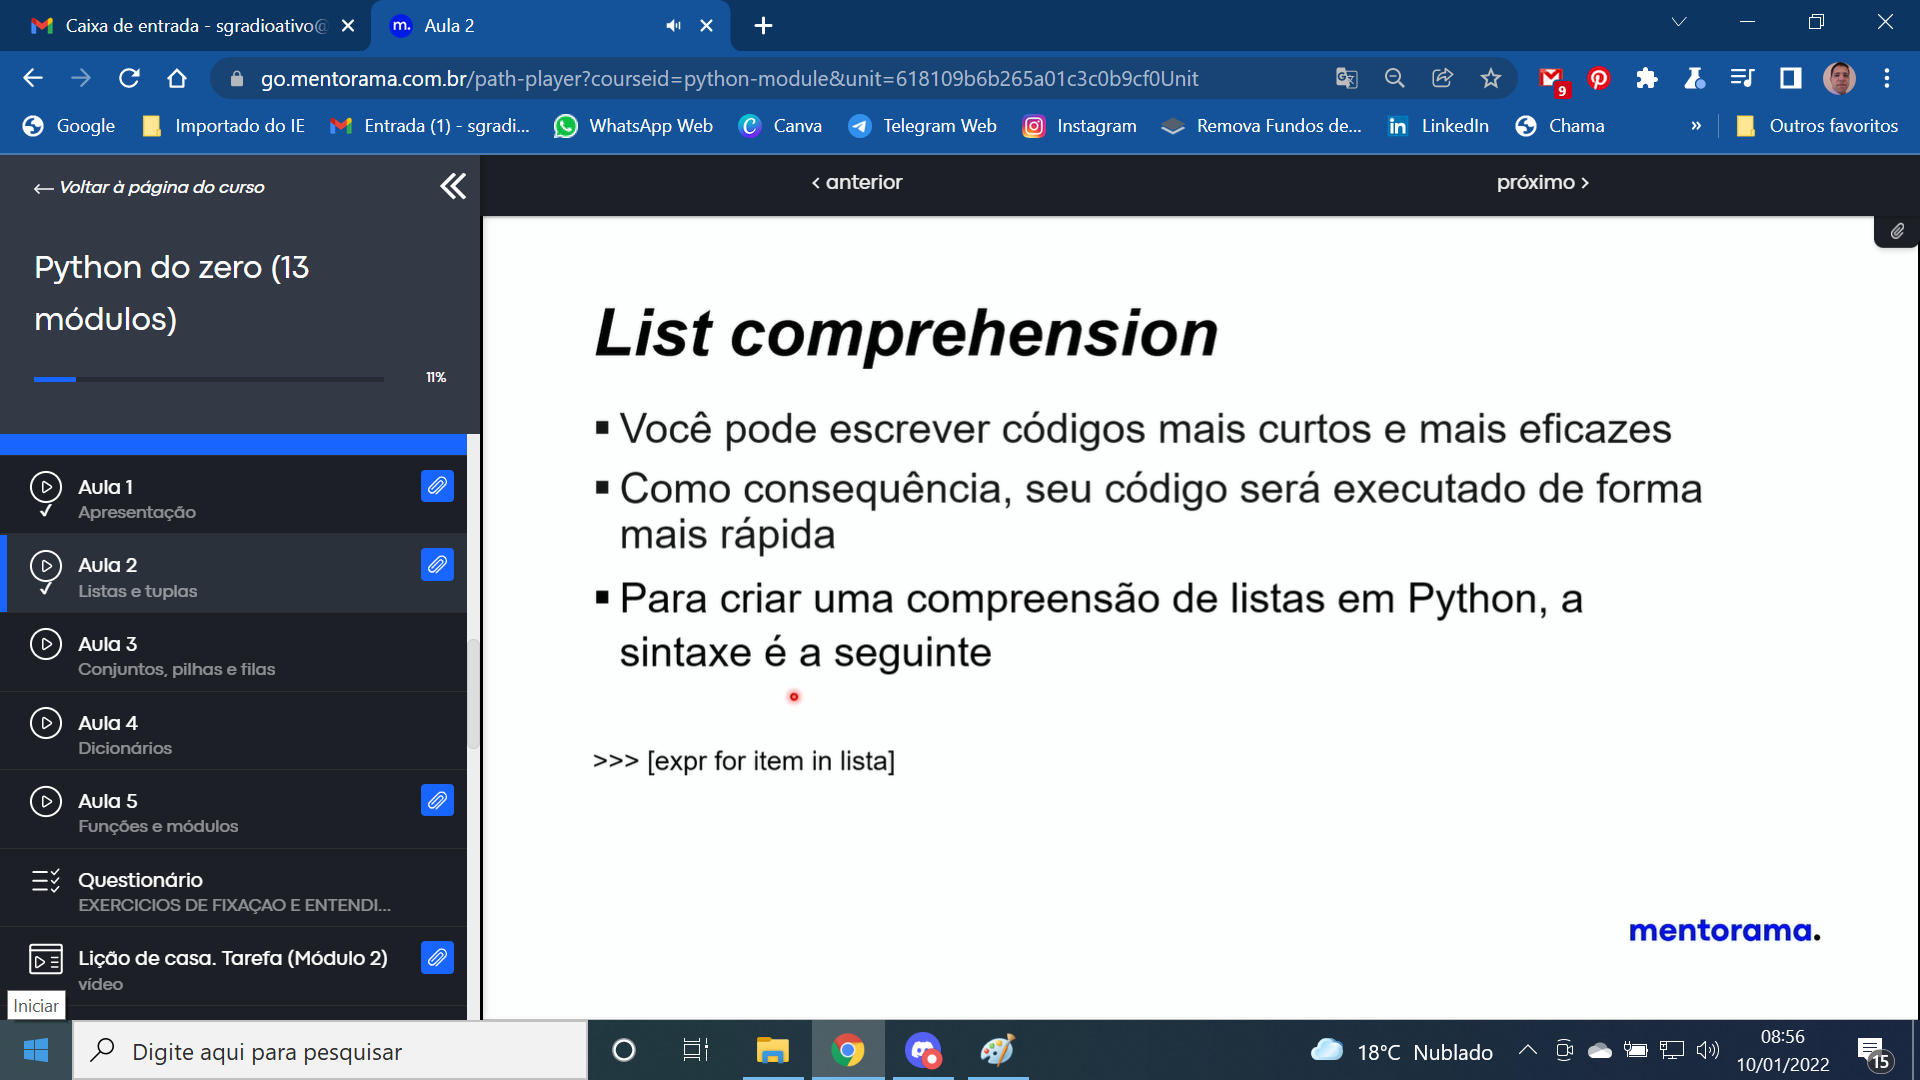 Caixa de entrada - sgradioativo@
Aula 2
go.mentorama.com.br/path-player?courseid=python-module&unit=618109b6b265a01c3c0b9cf0Unit
9
Google
Importado do IE
Entrada (1) - sgradi...
WhatsApp Web
Canva
Telegram Web
Instagram
Remova Fundos de...
LinkedIn
Chama
»
Outros favoritos
← Voltar à página do curso
‹ anterior
próximo ›
Python do zero (13
módulos)
11%
Aula 1
Apresentação
Aula 2
Listas e tuplas
Aula 3
Conjuntos, pilhas e filas
Aula 4
Dicionários
Aula 5
Funções e módulos
Questionário
EXERCICIOS DE FIXAÇAO E ENTENDI...
Lição de casa. Tarefa (Módulo 2)
vídeo
Iniciar
List comprehension
▪ Você pode escrever códigos mais curtos e mais eficazes
▪ Como consequência, seu código será executado de forma
mais rápida
▪ Para criar uma compreensão de listas em Python, a
sintaxe é a seguinte
>>> [expr for item in lista]
mentorama.
Digite aqui para pesquisar
18°C Nublado
08:56
10/01/2022
15